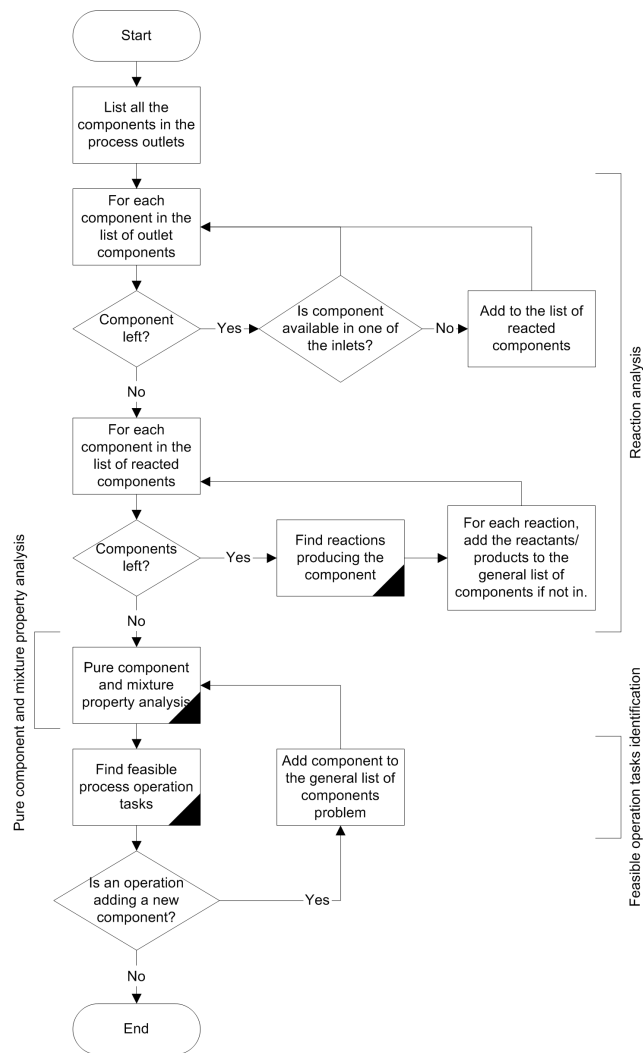 Start
List all the
components in the
process outlets
For each
component in the
list of outlet
components
Component
left?
Yes
Is component
available in one of
the inlets?
No
Add to the list of
reacted
components
No
For each
component in the
list of reacted
components
Components
left?
Yes
Find reactions
producing the
component
For each reaction,
add the reactants/
products to the
general list of
components if not in.
No
Pure component
and mixture
property analysis
Find feasible
process operation
tasks
Add component to
the general list of
components
problem
Is an operation
adding a new
component?
Yes
No
End
Reaction analysis
Pure component and mixture property analysis
Feasible operation tasks identification